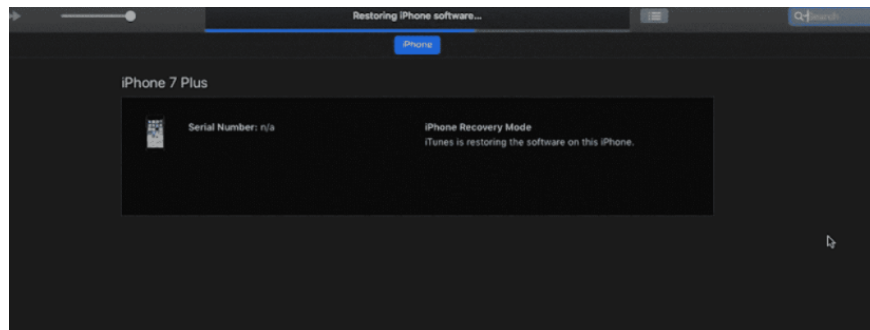 Restoring iPhone software...
Search
iPhone
iPhone 7 Plus
Serial Number: n/a
iPhone Recovery Mode
iTunes is restoring the software on this iPhone.